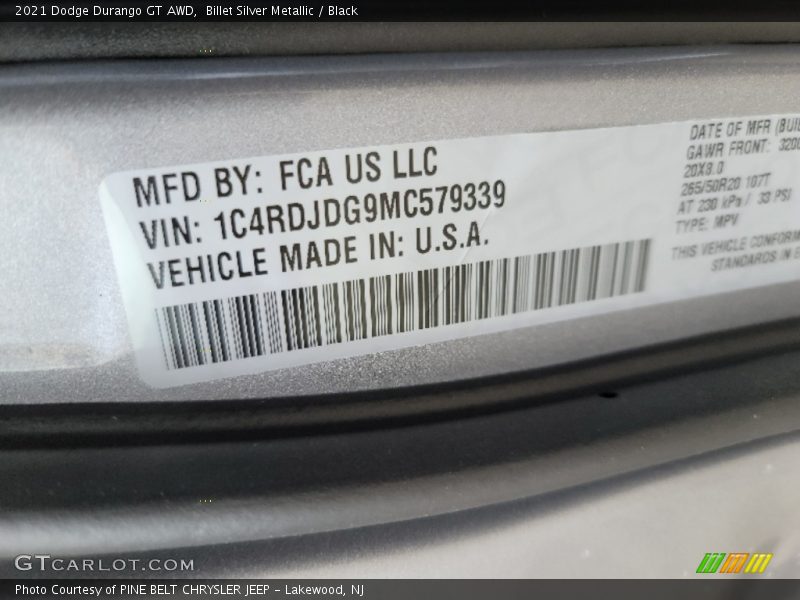 2021 Dodge Durango GT AWD,  Billet Silver Metallic / Black
MFD BY: FCA US LLC
VIN: 1C4RDJDG9MC579339
VEHICLE MADE IN: U.S.A.
DATE OF MFR (BUI
GAWR FRONT: 320
20X8.0
265/50R20 107T
AT 230 kPa / 33 PSI
TYPE: MPV
THIS VEHICLE CONFORM
STANDARDS IN E
GTCARLOT.COM
Photo Courtesy of PINE BELT CHRYSLER JEEP - Lakewood, NJ